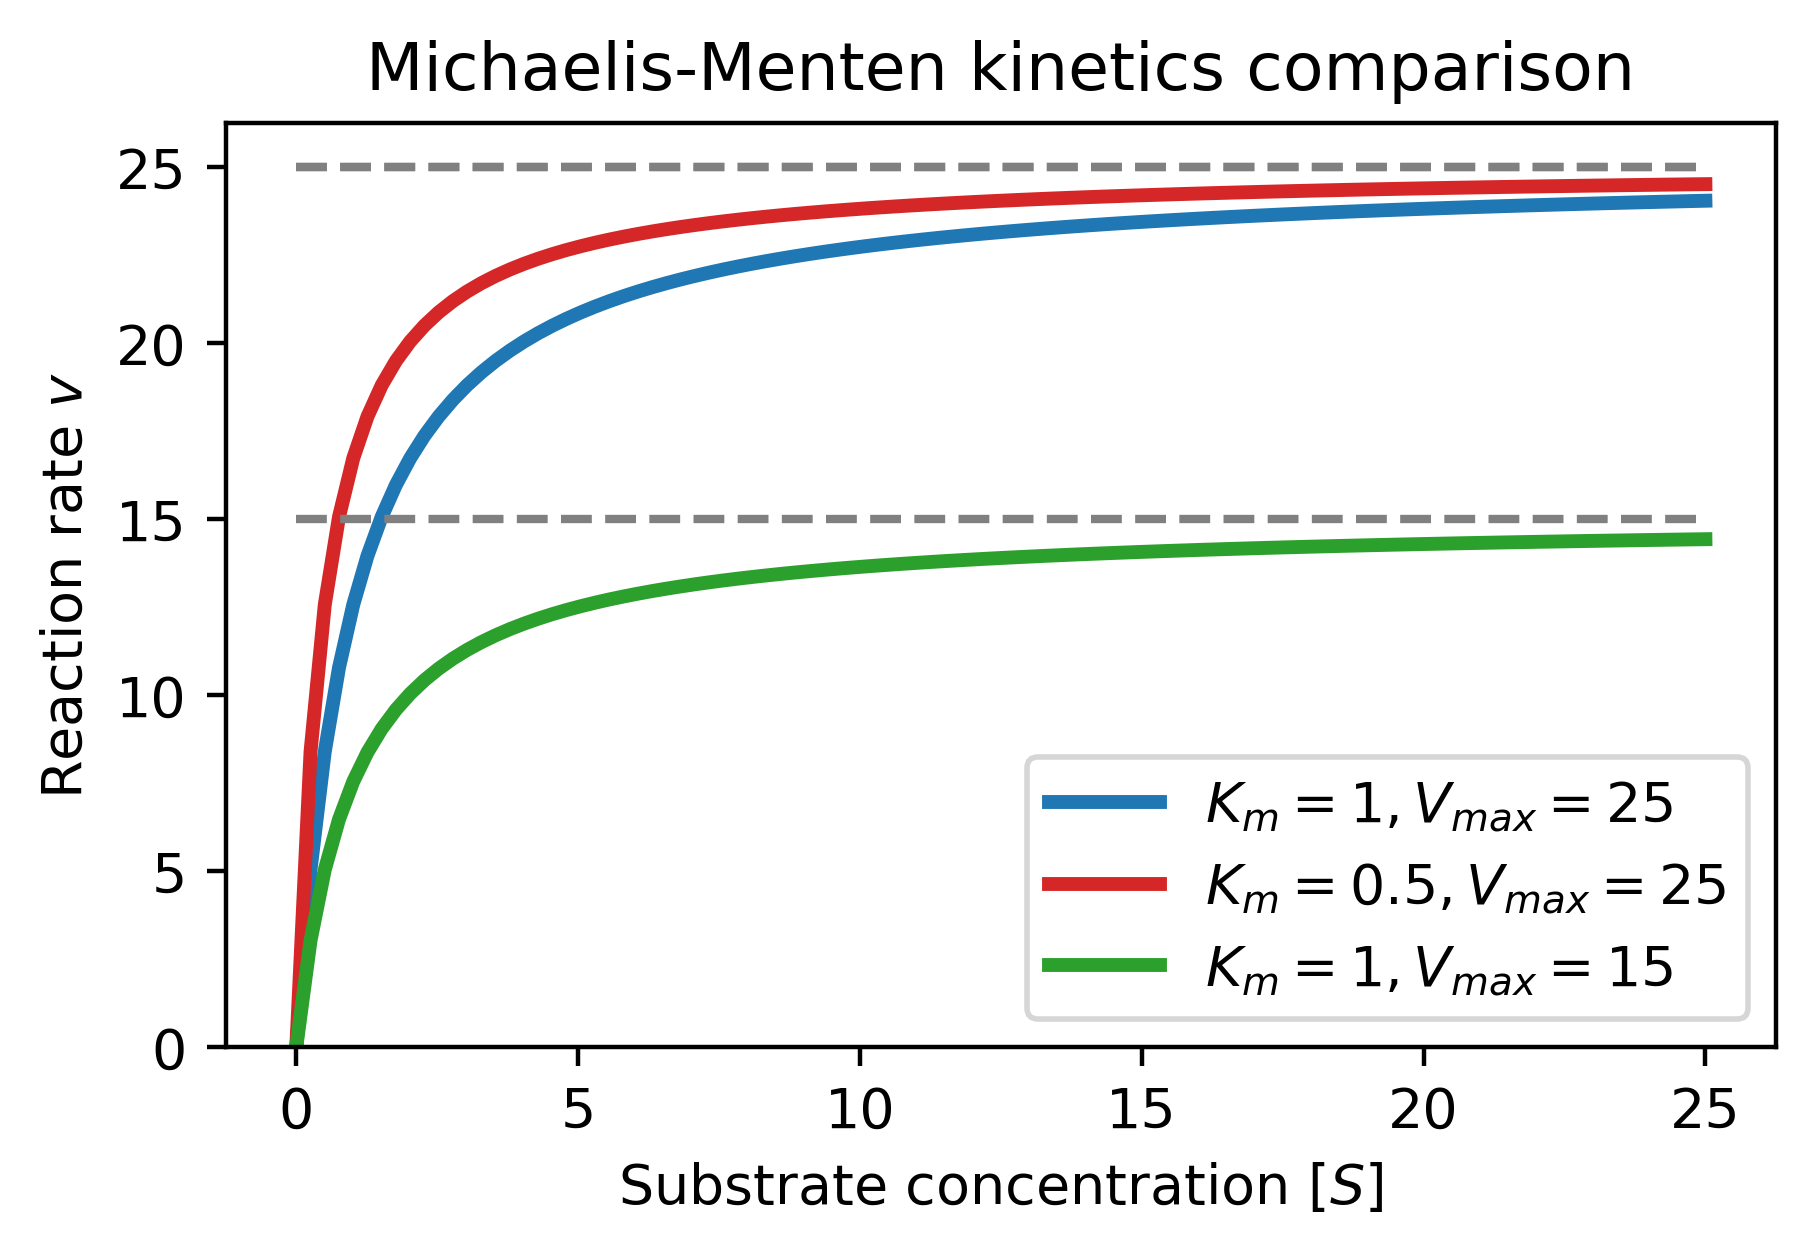 Michaelis-Menten kinetics comparison
25
20
15
10
5
0
Reaction rate v
K_m = 1, V_max = 25
K_m = 0.5, V_max = 25
K_m = 1, V_max = 15
0 5 10 15 20 25
Substrate concentration [S]